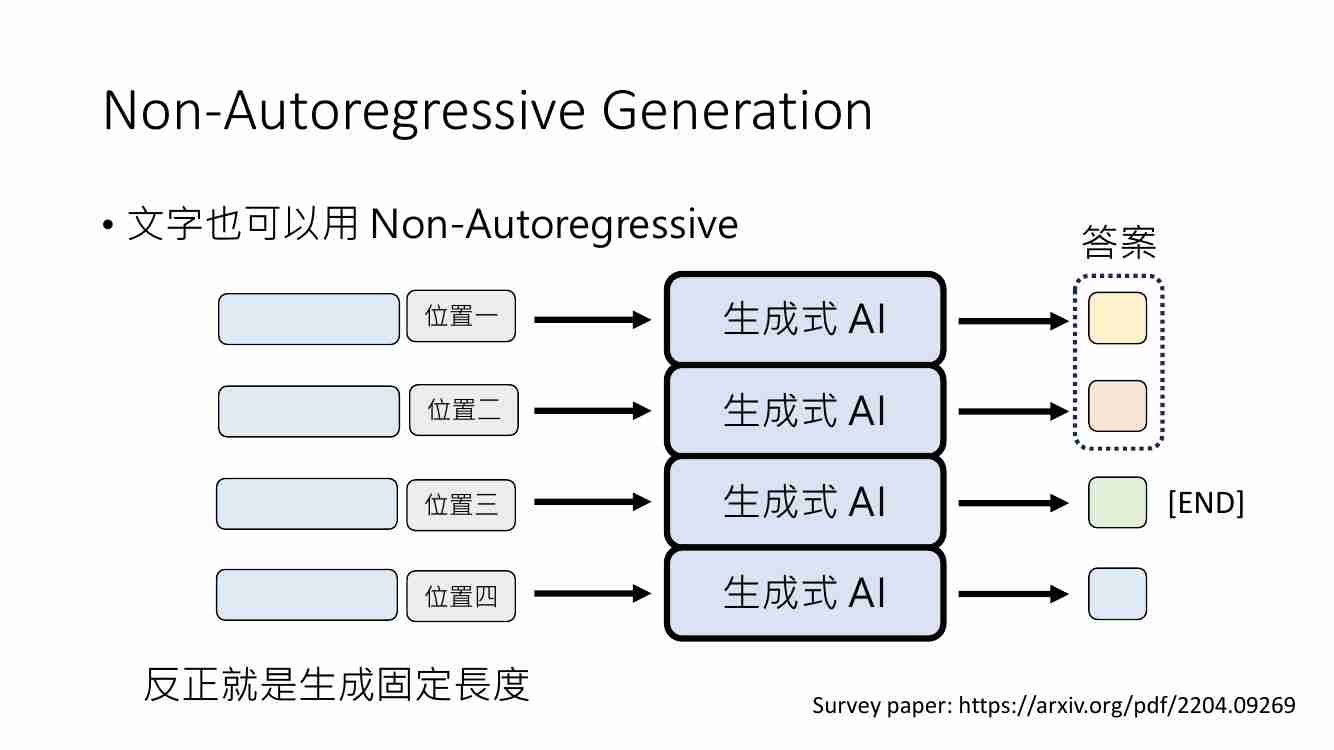 Non-Autoregressive Generation
• 文字也可以用 Non-Autoregressive
答案
位置一
生成式 AI
位置二
生成式 AI
位置三
生成式 AI
[END]
位置四
生成式 AI
反正就是生成固定長度
Survey paper: https://arxiv.org/pdf/2204.09269